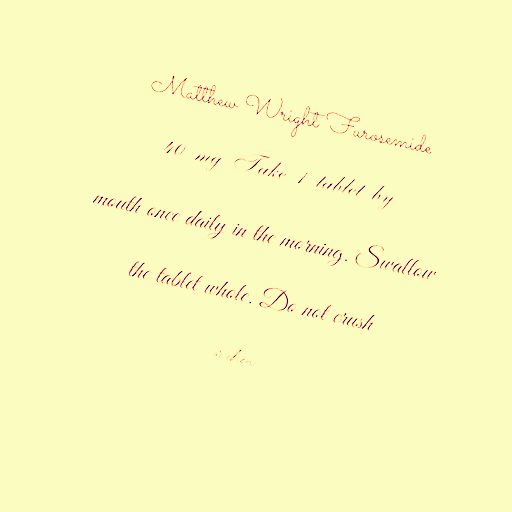 Matthew Wright Furosemide
40 mg Take 1 tablet by
mouth once daily in the morning. Swallow
the tablet whole. Do not crush